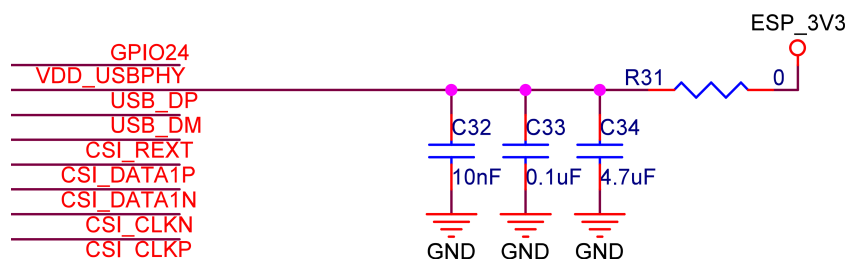 ESP_3V3
GPIO24
VDD_USBPHY
R31 0
USB_DP
USB_DM
C32 C33 C34
CSI_REXT
CSI_DATA1P
10nF 0.1uF 4.7uF
CSI_DATA1N
CSI_CLKN
CSI_CLKP
GND GND GND